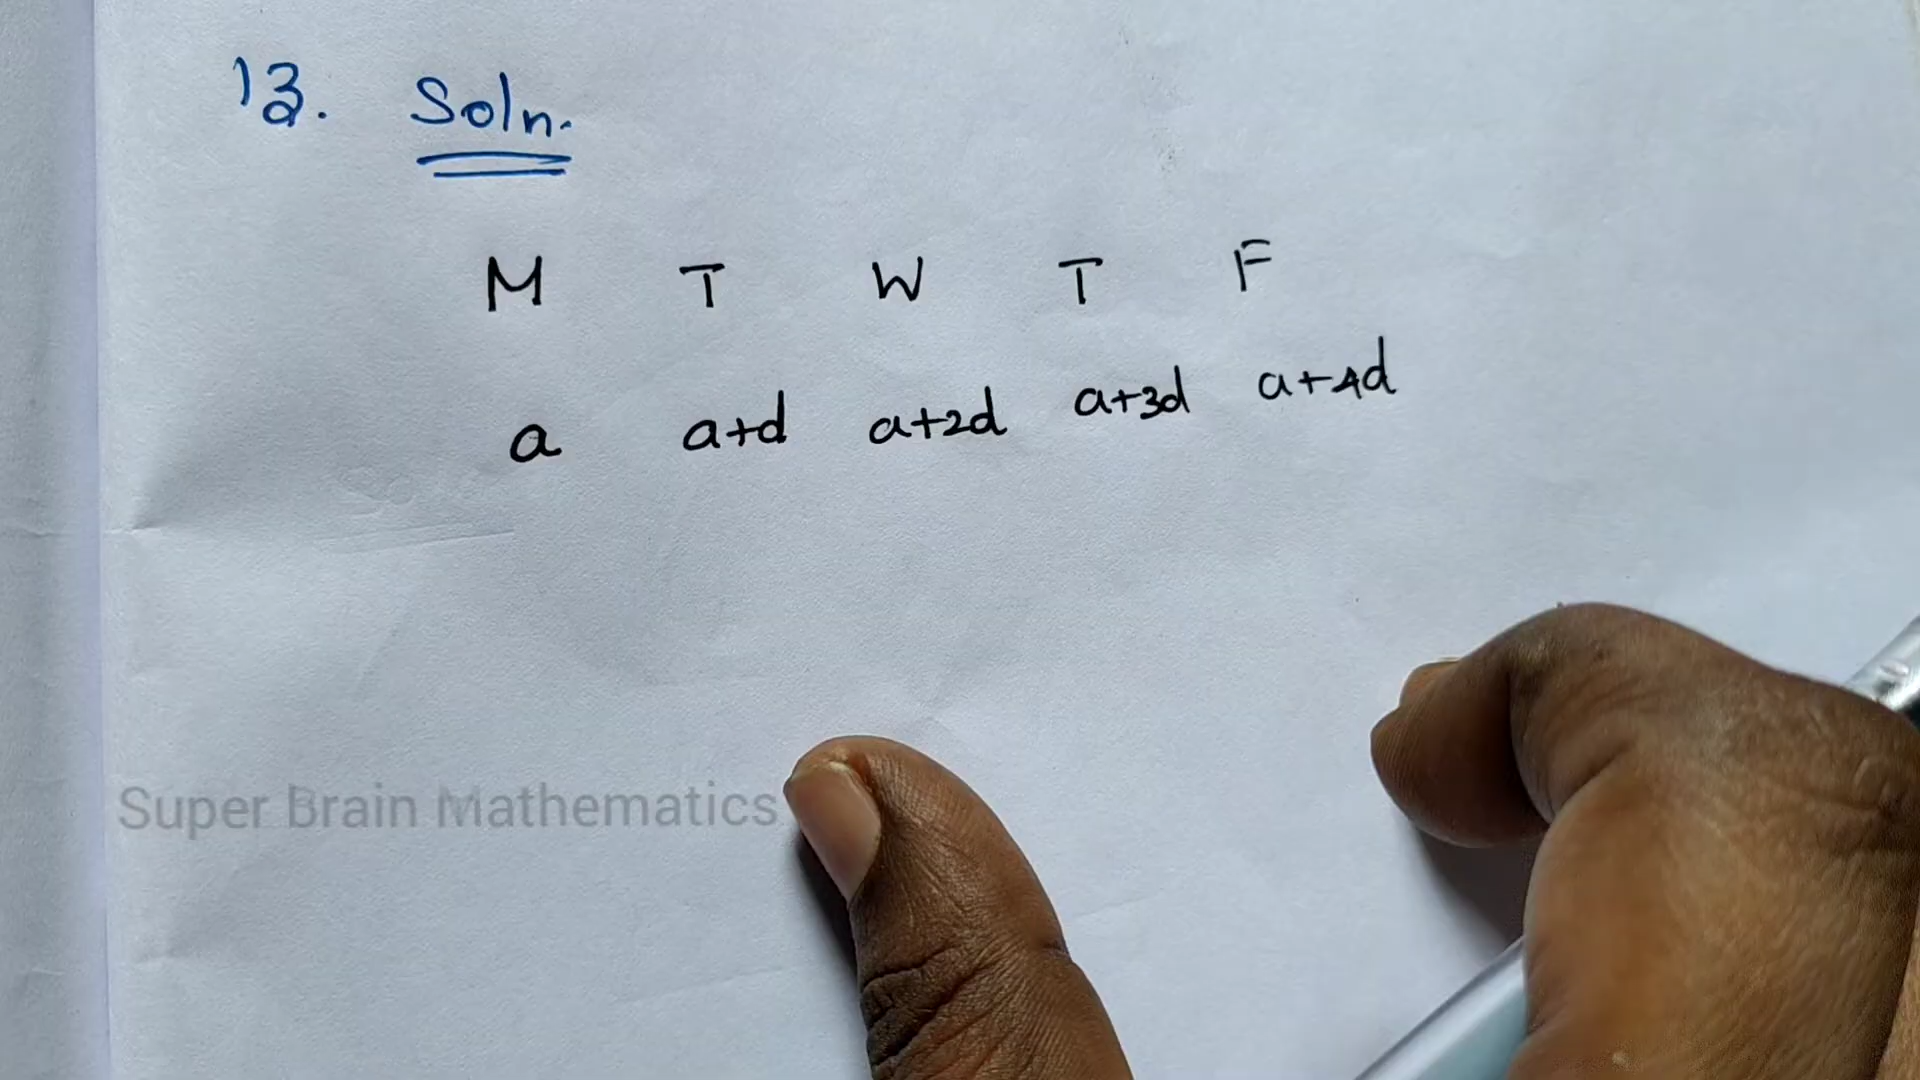 13. Soln.
M T W T F
a a+d a+2d a+3d a+4d
Super Brain Mathematics